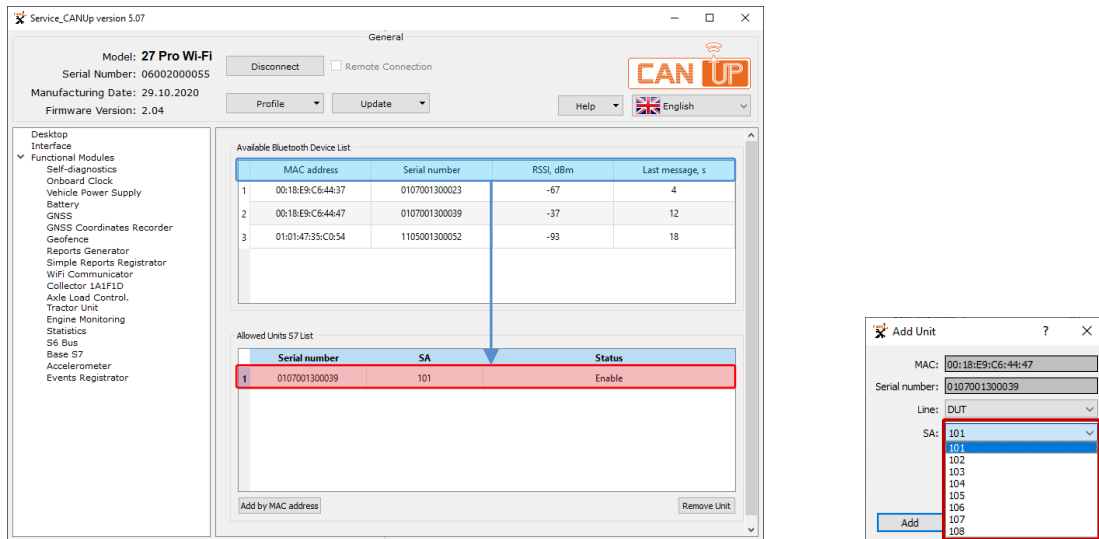 Service_CANUp version 5.07
General
Model: 27 Pro Wi-Fi
Serial Number: 06002000055
Manufacturing Date: 29.10.2020
Firmware Version: 2.04
Disconnect
Remote Connection
Profile
Update
Help
English
CAN UP
Desktop
Interface
Functional Modules
Self-diagnostics
Onboard Clock
Vehicle Power Supply
Battery
GNSS
GNSS Coordinates Recorder
Geofence
Reports Generator
Simple Reports Registrator
WiFi Communicator
Collector 1A1F1D
Axle Load Control.
Tractor Unit
Engine Monitoring
Statistics
S6 Bus
Base S7
Accelerometer
Events Registrator
Available Bluetooth Device List
MAC address Serial number RSSI, dBm Last message, s
1 00:18:E9:C6:44:37 0107001300023 -67 4
2 00:18:E9:C6:44:47 0107001300039 -37 12
3 01:01:47:35:C0:54 1105001300052 -93 18
Allowed Units S7 List
Serial number SA Status
1 0107001300039 101 Enable
Add by MAC address
Remove Unit
Add Unit
MAC: 00:18:E9:C6:44:47
Serial number: 0107001300039
Line: DUT
SA: 101
101
102
103
104
105
106
107
108
Add